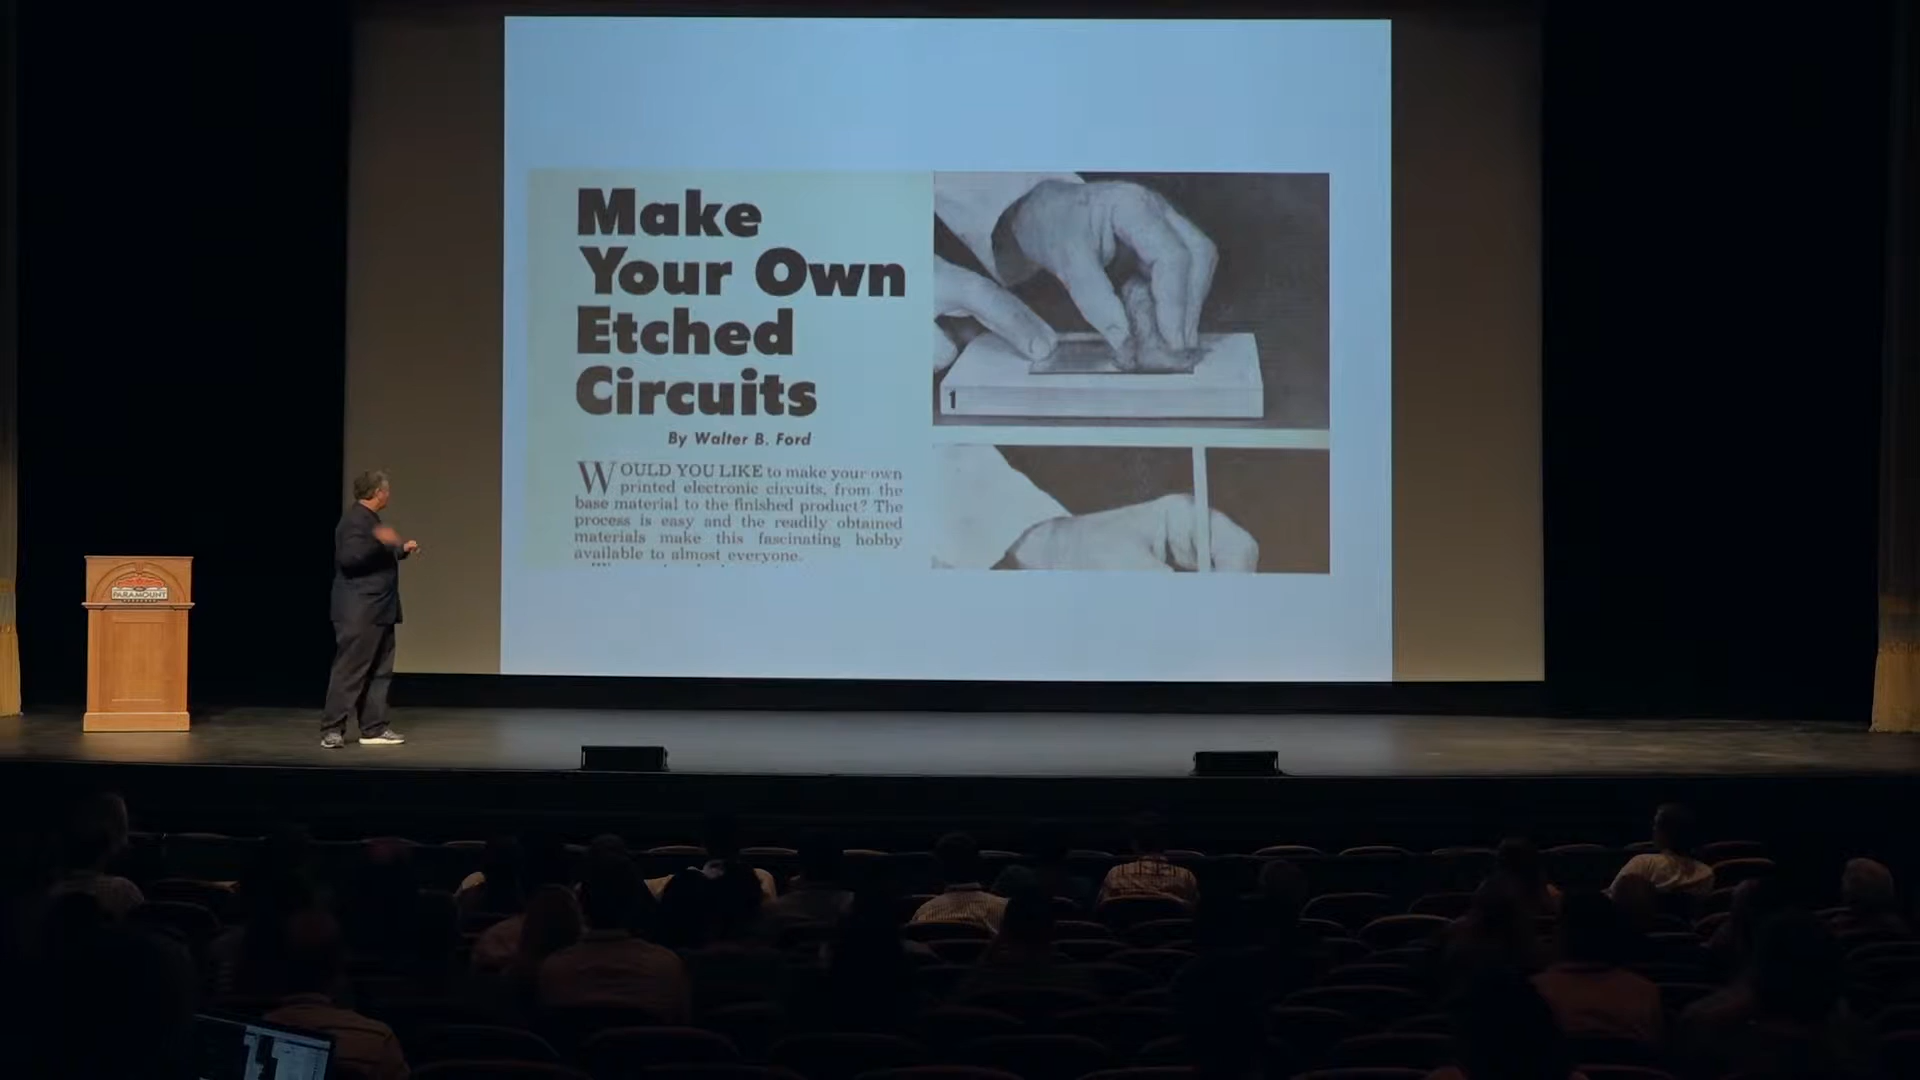 Make
Your Own
Etched
Circuits
By Walter B. Ford
WOULD YOU LIKE to make your own
printed electronic circuits, from the
base material to the finished product? The
process is easy and the readily obtained
materials make this fascinating hobby
available to almost everyone.
1
PARAMOUNT